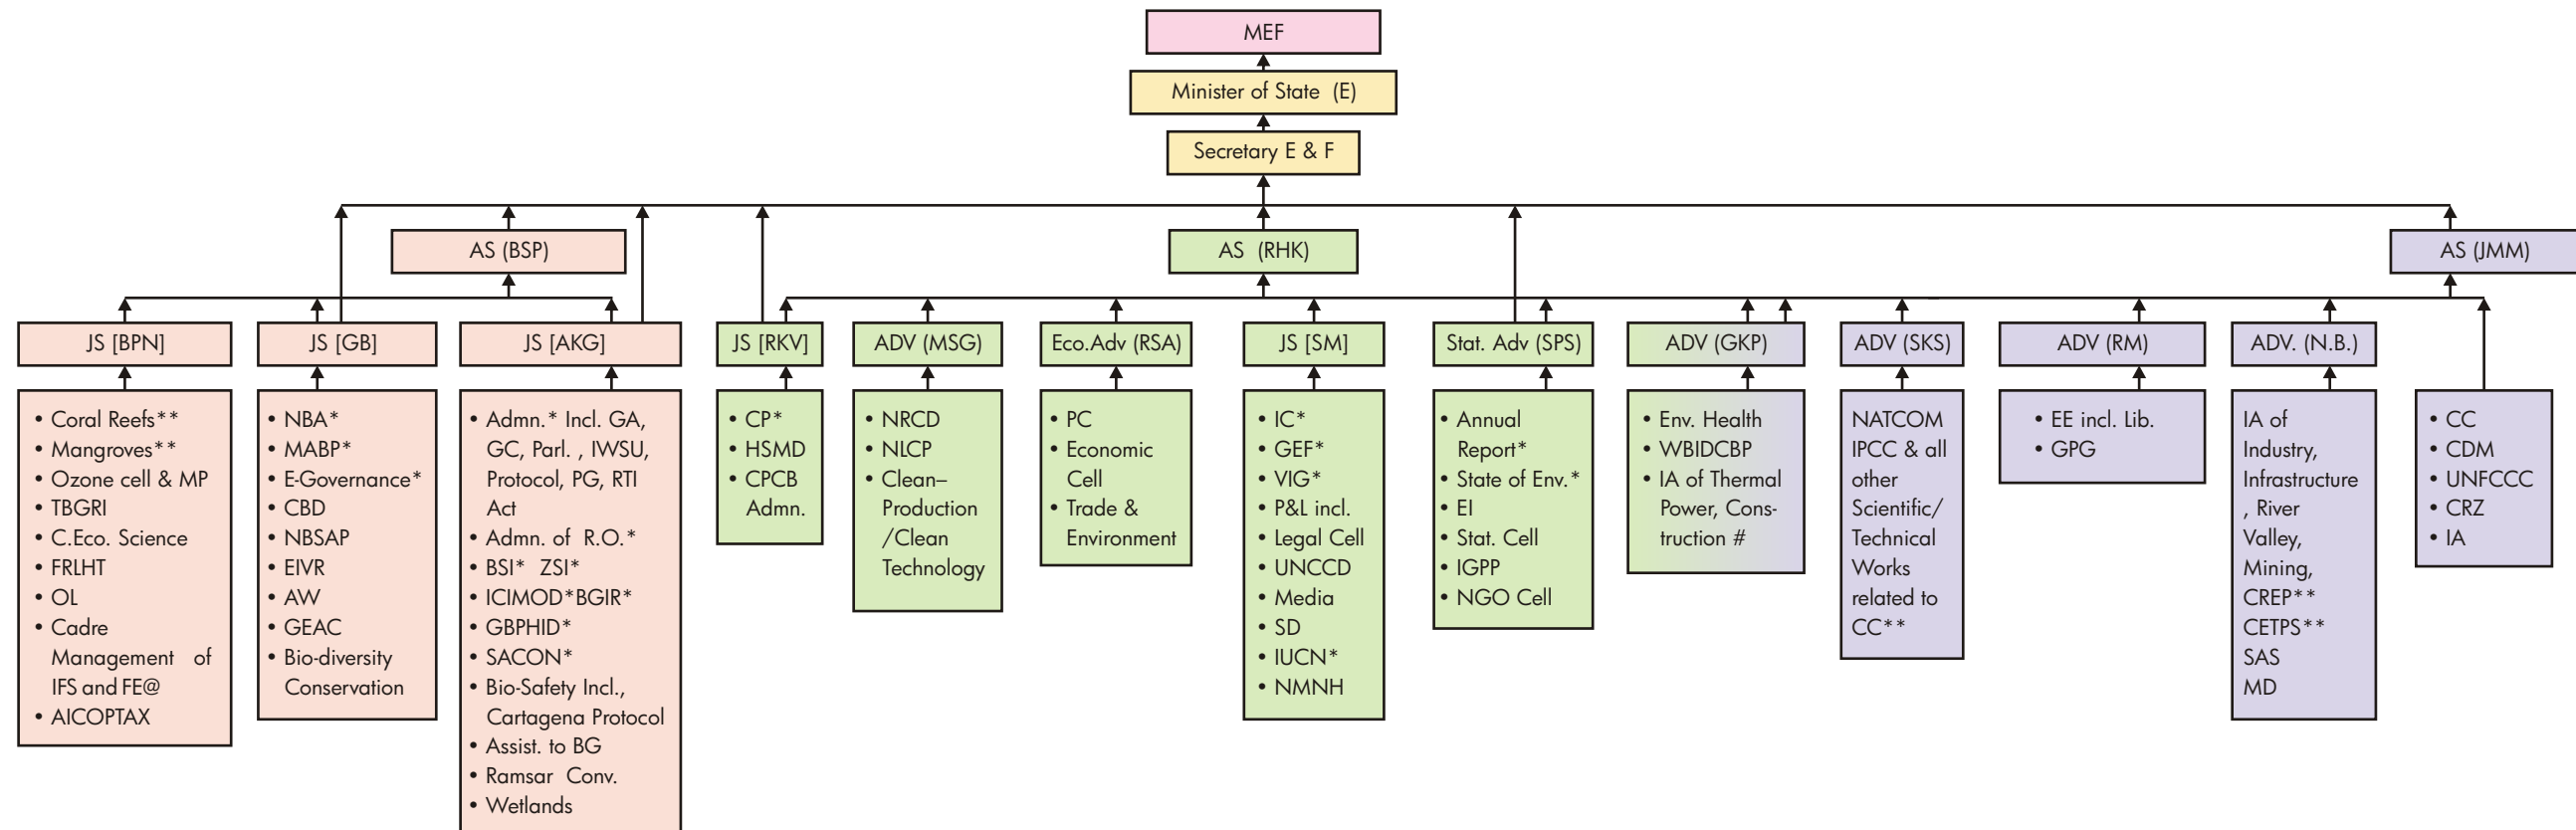 MEF
Minister of State (E)
Secretary E & F
AS (BSP)
AS (RHK)
AS (JMM)
JS [BPN]
JS [GB]
JS [AKG]
JS [RKV]
ADV (MSG)
Eco.Adv (RSA)
JS [SM]
Stat. Adv (SPS)
ADV (GKP)
ADV (SKS)
ADV (RM)
ADV. (N.B.)
• Coral Reefs**
• Mangroves**
• Ozone cell & MP
• TBGRI
• C.Eco. Science
• FRLHT
• OL
• Cadre
Management of
IFS and FE@
• AICOPTAX
• NBA*
• MABP*
• E-Governance*
• CBD
• NBSAP
• EIVR
• AW
• GEAC
• Bio-diversity
Conservation
• Admn.* Incl. GA,
GC, Parl. , IWSU,
Protocol, PG, RTI
Act
• Admn. of R.O.*
• BSI* ZSI*
• ICIMOD*BGIR*
• GBPHID*
• SACON*
• Bio-Safety Incl.,
Cartagena Protocol
• Assist. to BG
• Ramsar Conv.
• Wetlands
• CP*
• HSMD
• CPCB
Admn.
• NRCD
• NLCP
• Clean–
Production
/Clean
Technology
• PC
• Economic
Cell
• Trade &
Environment
• IC*
• GEF*
• VIG*
• P&L incl.
• Legal Cell
• UNCCD
• Media
• SD
• IUCN*
• NMNH
• Annual
Report*
• State of Env.*
• EI
• Stat. Cell
• IGPP
• NGO Cell
• Env. Health
• WBIDCBP
• IA of Thermal
Power, Cons-
truction #
NATCOM
IPCC & all
other
Scientific/
Technical
Works
related to
CC**
• EE incl. Lib.
• GPG
IA of
Industry,
Infrastructure
, River
Valley,
Mining,
CREP**
CETPS**
SAS
MD
• CC
• CDM
• UNFCCC
• CRZ
• IA